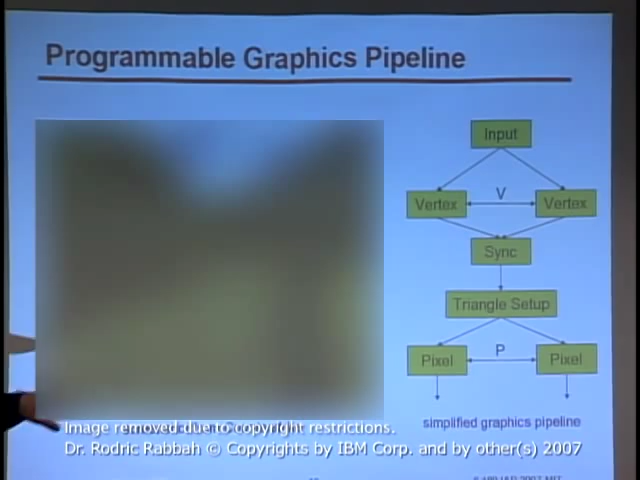 Programmable Graphics Pipeline
Input
Vertex
V
Vertex
Sync
Triangle Setup
Pixel
P
Pixel
simplified graphics pipeline
Image removed due to copyright restrictions.
Dr. Rodric Rabbah © Copyrights by IBM Corp. and by other(s) 2007